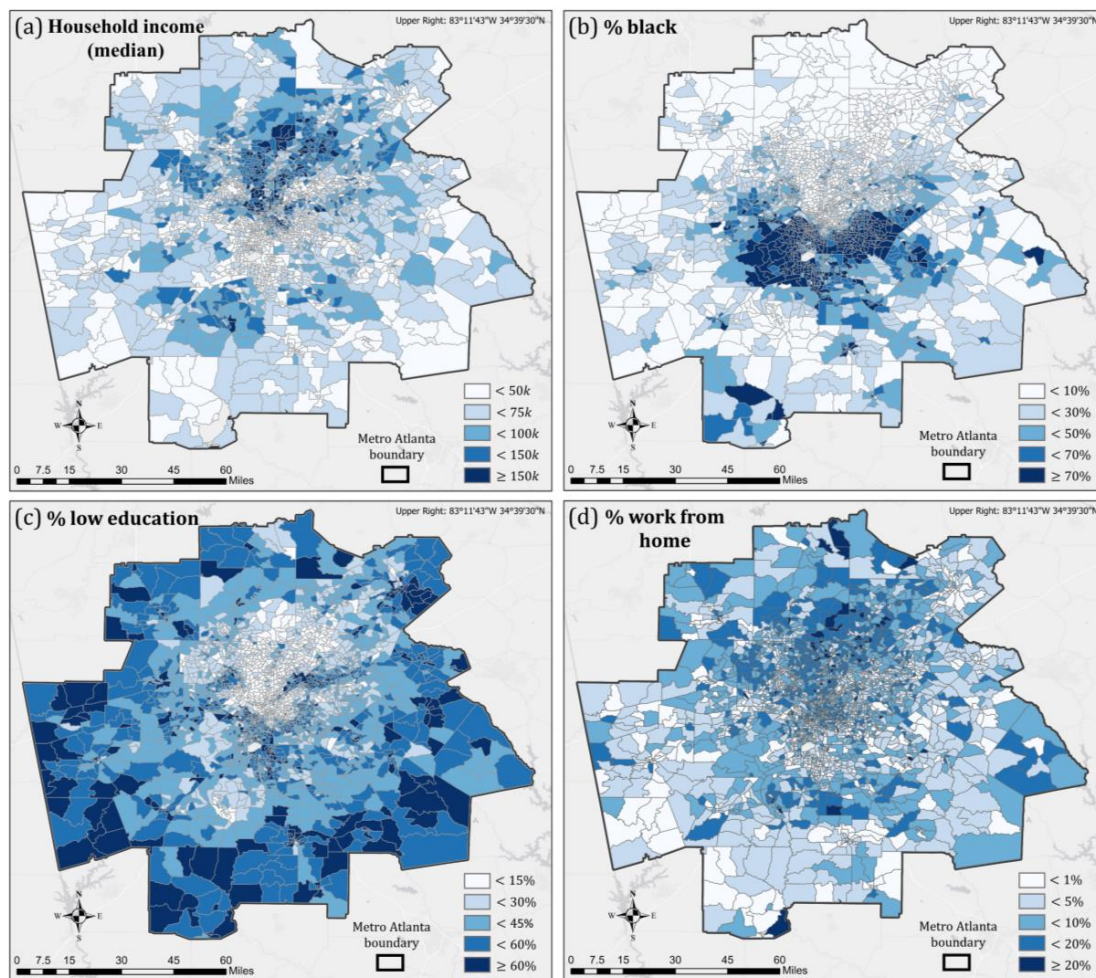 (a) Household income
(median)
Upper Right: 83°11'43"W 34°39'30"N
< 50k
< 75k
< 100k
< 150k
≥ 150k
Metro Atlanta
boundary
N
W E
S
0 7.5 15 30 45 60
Miles
(b) % black
Upper Right: 83°11'43"W 34°39'30"N
< 10%
< 30%
< 50%
< 70%
≥ 70%
Metro Atlanta
boundary
N
W E
S
0 7.5 15 30 45 60
Miles
(c) % low education
Upper Right: 83°11'43"W 34°39'30"N
< 15%
< 30%
< 45%
< 60%
≥ 60%
Metro Atlanta
boundary
N
W E
S
0 7.5 15 30 45 60
Miles
(d) % work from
home
Upper Right: 83°11'43"W 34°39'30"N
< 1%
< 5%
< 10%
< 20%
≥ 20%
Metro Atlanta
boundary
N
W E
S
0 7.5 15 30 45 60
Miles